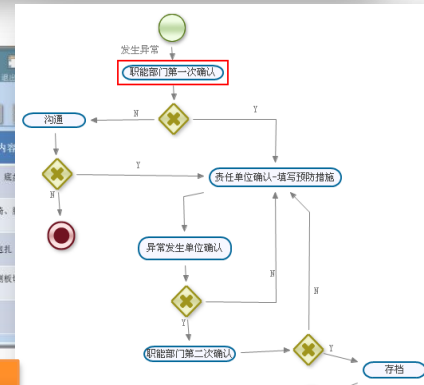 发生异常
职能部门第一次确认
N
Y
沟通
Y
责任单位确认-填写预防措施
N
异常发生单位确认
N
N
Y
职能部门第二次确认
Y
存档